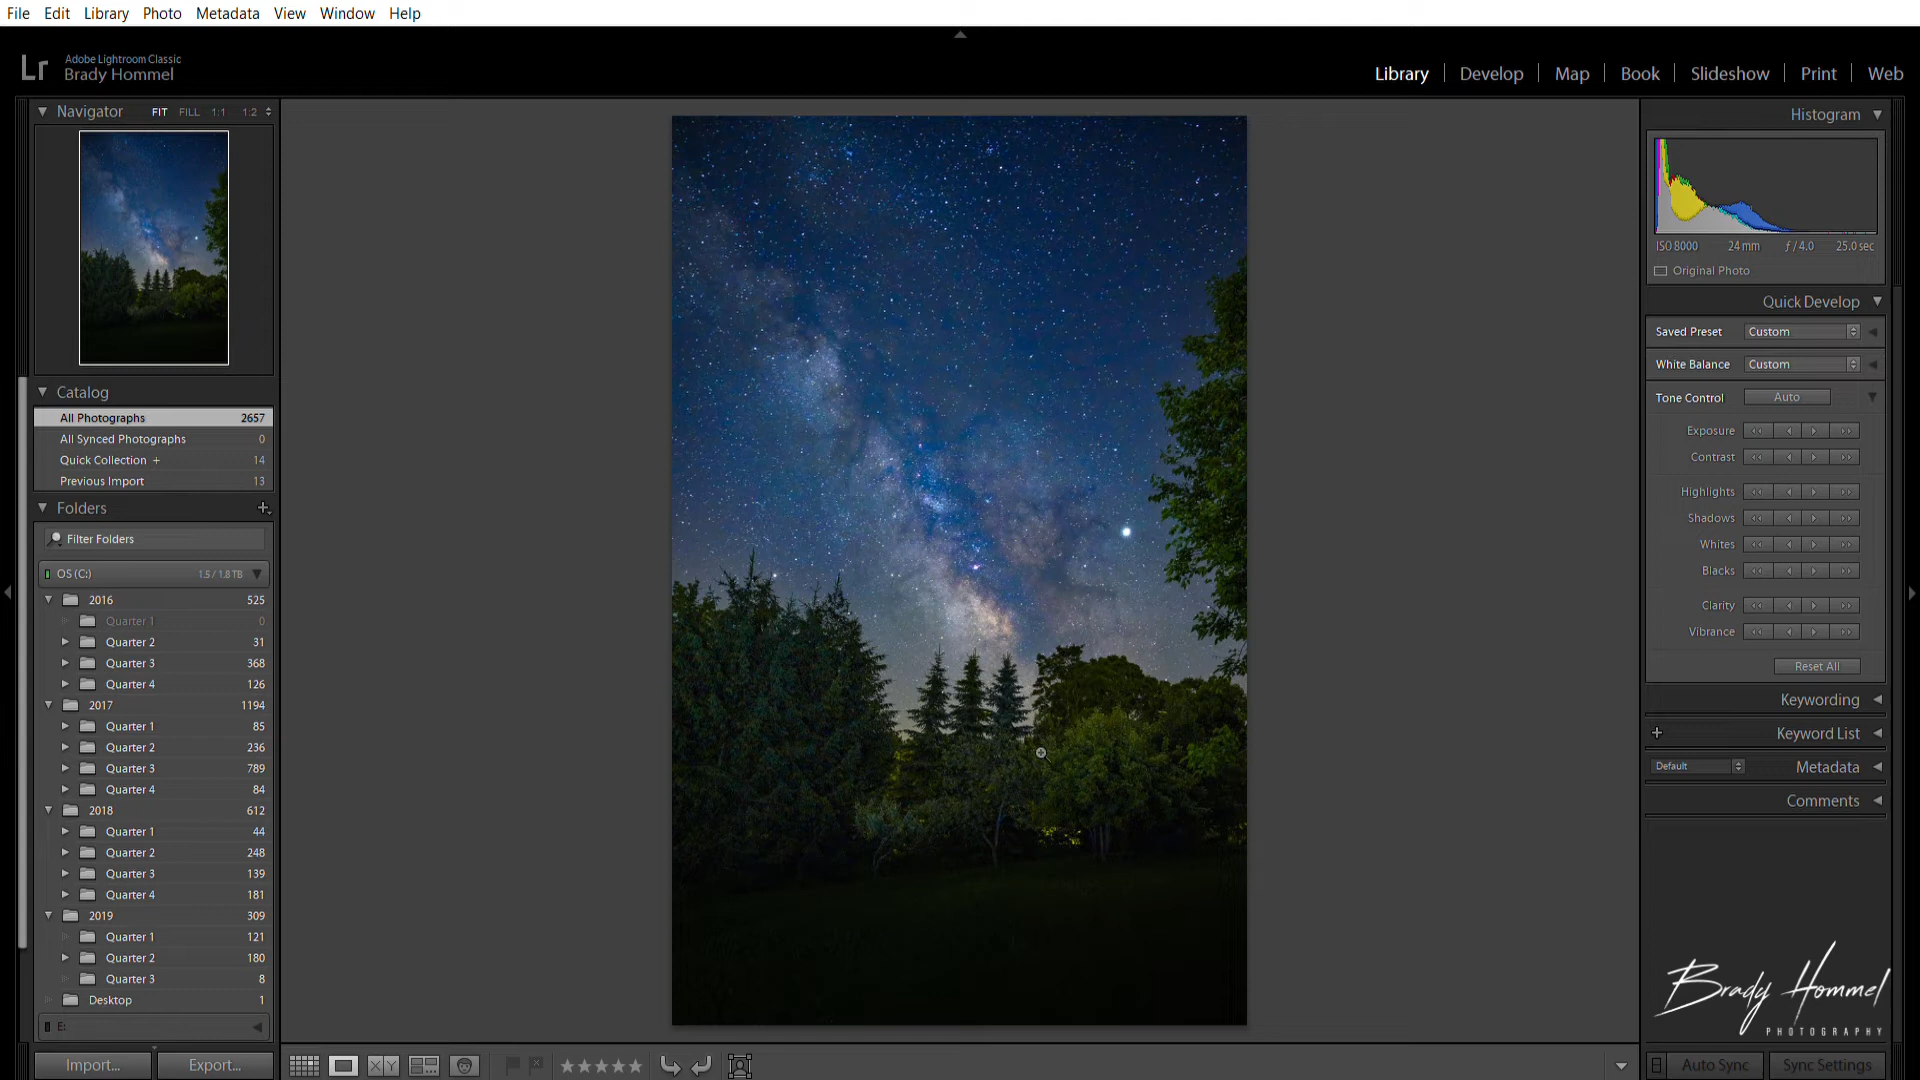 File Edit Library Photo Metadata View Window Help
Lr Adobe Lightroom Classic
Brady Hommel
Library Develop Map Book Slideshow Print Web
Navigator FIT FILL 1:1 1:2
Catalog
All Photographs 2657
All Synced Photographs 0
Quick Collection + 14
Previous Import 13
Folders
Filter Folders
OS (C:) 1.5 / 1.8 TB
2016 525
Quarter 1 0
Quarter 2 31
Quarter 3 368
Quarter 4 126
2017 1194
Quarter 1 85
Quarter 2 236
Quarter 3 789
Quarter 4 84
2018 612
Quarter 1 44
Quarter 2 248
Quarter 3 139
Quarter 4 181
2019 309
Quarter 1 121
Quarter 2 180
Quarter 3 8
Desktop 1
E:
Import... Export...
X Y
Histogram
ISO 8000 24 mm ƒ / 4.0 25.0 sec
Original Photo
Quick Develop
Saved Preset Custom
White Balance Custom
Tone Control Auto
Exposure
Contrast
Highlights
Shadows
Whites
Blacks
Clarity
Vibrance
Reset All
Keywording
Keyword List
Default Metadata
Comments
Brady Hommel
PHOTOGRAPHY
Auto Sync Sync Settings